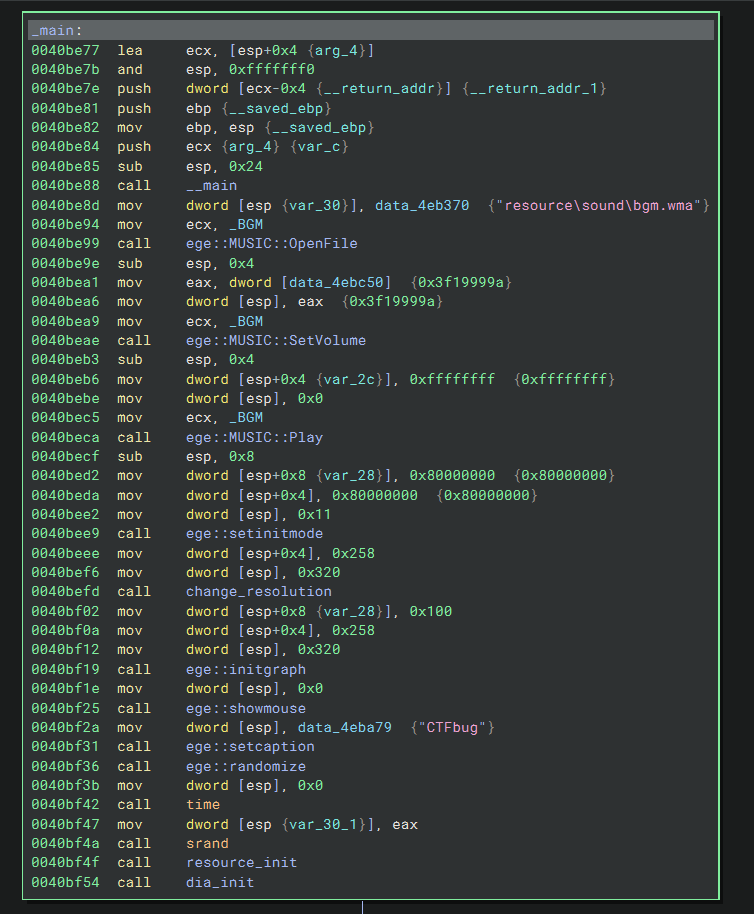 _main:
0040be77 lea ecx, [esp+0x4 {arg_4}]
0040be7b and esp, 0xfffffff0
0040be7e push dword [ecx-0x4 {__return_addr}] {__return_addr_1}
0040be81 push ebp {__saved_ebp}
0040be82 mov ebp, esp {__saved_ebp}
0040be84 push ecx {arg_4} {var_c}
0040be85 sub esp, 0x24
0040be88 call __main
0040be8d mov dword [esp {var_30}], data_4eb370 {"resource\sound\bgm.wma"}
0040be94 mov ecx, _BGM
0040be99 call ege::MUSIC::OpenFile
0040be9e sub esp, 0x4
0040bea1 mov eax, dword [data_4ebc50] {0x3f19999a}
0040bea6 mov dword [esp], eax {0x3f19999a}
0040bea9 mov ecx, _BGM
0040beae call ege::MUSIC::SetVolume
0040beb3 sub esp, 0x4
0040beb6 mov dword [esp+0x4 {var_2c}], 0xffffffff {0xffffffff}
0040bebe mov dword [esp], 0x0
0040bec5 mov ecx, _BGM
0040beca call ege::MUSIC::Play
0040becf sub esp, 0x8
0040bed2 mov dword [esp+0x8 {var_28}], 0x80000000 {0x80000000}
0040beda mov dword [esp+0x4], 0x80000000 {0x80000000}
0040bee2 mov dword [esp], 0x11
0040bee9 call ege::setinitmode
0040beee mov dword [esp+0x4], 0x258
0040bef6 mov dword [esp], 0x320
0040befd call change_resolution
0040bf02 mov dword [esp+0x8 {var_28}], 0x100
0040bf0a mov dword [esp+0x4], 0x258
0040bf12 mov dword [esp], 0x320
0040bf19 call ege::initgraph
0040bf1e mov dword [esp], 0x0
0040bf25 call ege::showmouse
0040bf2a mov dword [esp], data_4eba79 {"CTFbug"}
0040bf31 call ege::setcaption
0040bf36 call ege::randomize
0040bf3b mov dword [esp], 0x0
0040bf42 call time
0040bf47 mov dword [esp {var_30_1}], eax
0040bf4a call srand
0040bf4f call resource_init
0040bf54 call dia_init